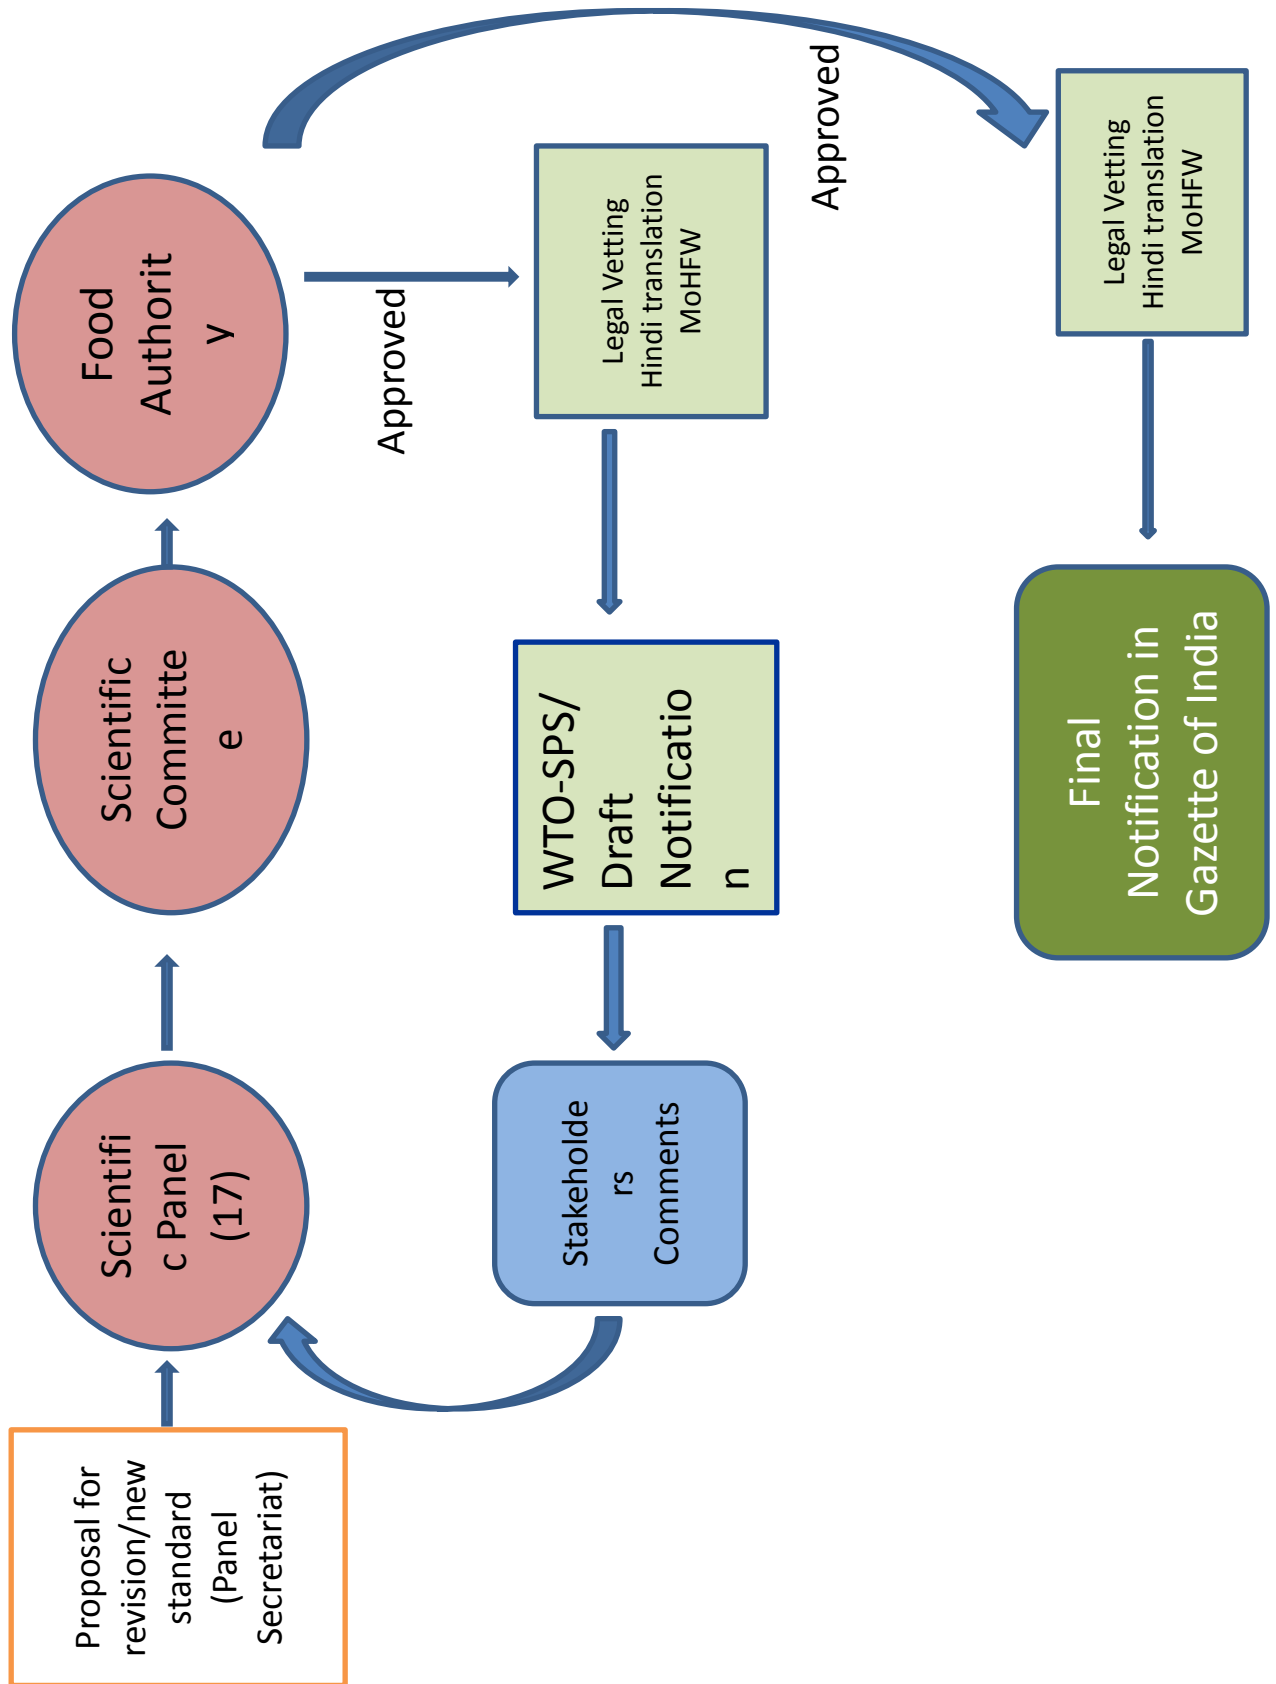 Proposal for
revision/new
standard
(Panel
Secretariat)
Scientifi
c Panel
(17)
Scientific
Committe
e
Food
Authorit
y
Approved
Legal Vetting
Hindi translation
MoHFW
WTO-SPS/
Draft
Notificatio
n
Stakeholde
rs
Comments
Approved
Legal Vetting
Hindi translation
MoHFW
Final
Notification in
Gazette of India